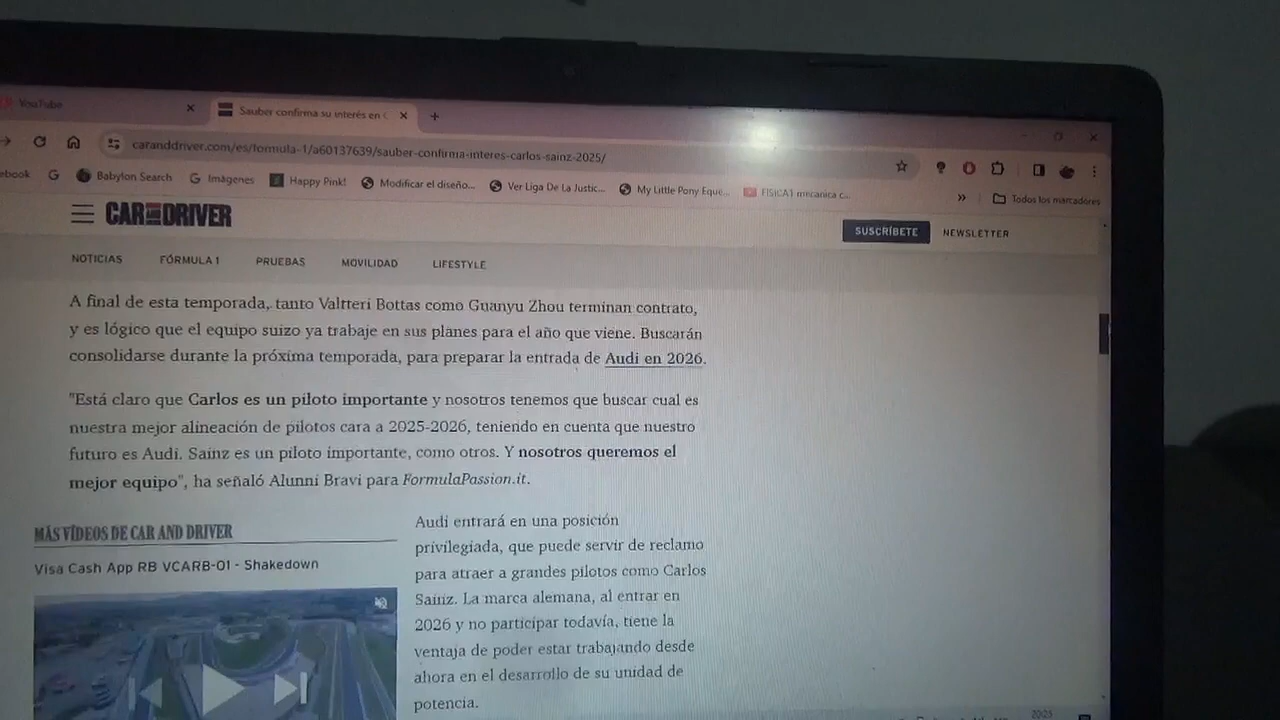 YouTube
Sauber confirma su interés en C
caranddriver.com/es/formula-1/a60137639/sauber-confirma-interes-carlos-sainz-2025/
ebook
G
Babylon Search
Imágenes
Happy Pink!
Modificar el diseño...
Ver Liga De La Justic...
My Little Pony Eque...
FISICA1 mecanica c...
»
Todos los marcadores
CAR AND DRIVER
SUSCRÍBETE
NEWSLETTER
NOTICIAS
FÓRMULA 1
PRUEBAS
MOVILIDAD
LIFESTYLE
A final de esta temporada, tanto Valtteri Bottas como Guanyu Zhou terminan contrato,
y es lógico que el equipo suizo ya trabaje en sus planes para el año que viene. Buscarán
consolidarse durante la próxima temporada, para preparar la entrada de Audi en 2026.
"Está claro que Carlos es un piloto importante y nosotros tenemos que buscar cual es
nuestra mejor alineación de pilotos cara a 2025-2026, teniendo en cuenta que nuestro
futuro es Audi. Sainz es un piloto importante, como otros. Y nosotros queremos el
mejor equipo", ha señaló Alunni Bravi para FormulaPassion.it.
MÁS VÍDEOS DE CAR AND DRIVER
Visa Cash App RB VCARB-01 - Shakedown
Audi entrará en una posición
privilegiada, que puede servir de reclamo
para atraer a grandes pilotos como Carlos
Sainz. La marca alemana, al entrar en
2026 y no participar todavía, tiene la
ventaja de poder estar trabajando desde
ahora en el desarrollo de su unidad de
potencia.